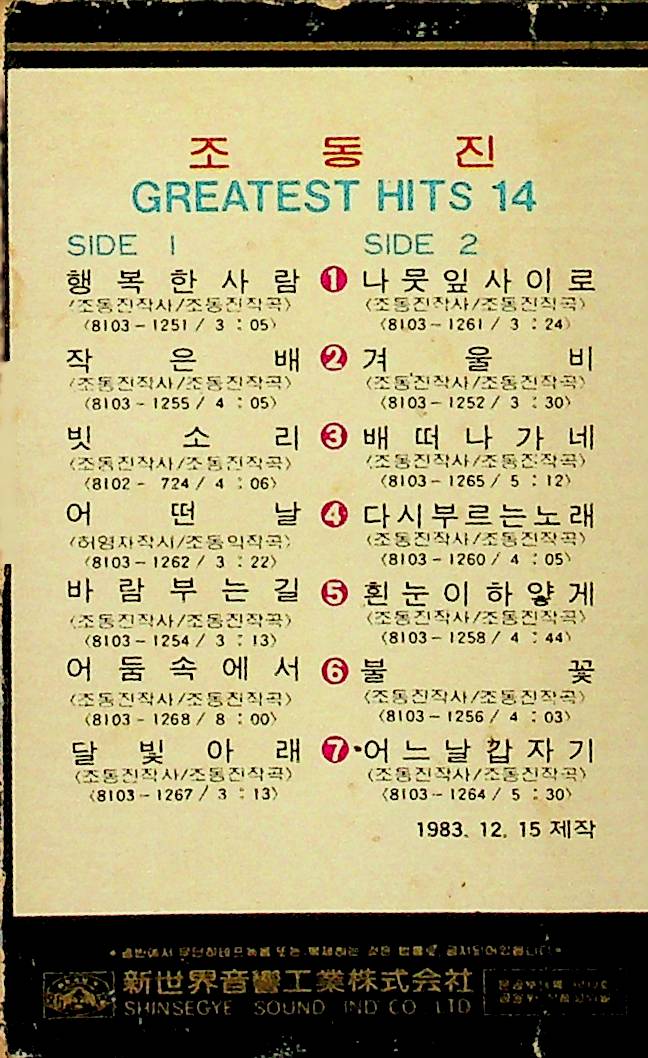 조 동 진
GREATEST HITS 14
SIDE 1
행 복 한 사 람
〈조동진작사/조동진작곡〉
〈8103-1251 / 3 : 05〉
작 은 배
〈조동진작사/조동진작곡〉
〈8103-1255 / 4 : 05〉
빗 소 리
〈조동진작사/조동진작곡〉
〈8102- 724 / 4 : 06〉
어 떤 날
〈허영자작시/조동익작곡〉
〈8103-1262 / 3 : 22〉
바 람 부 는 길
〈조동진작사/조동진작곡〉
〈8103-1254 / 3 : 13〉
어 둠 속 에 서
〈조동진작사/조동진작곡〉
〈8103-1268 / 8 : 00〉
달 빛 아 래
〈조동진작사/조동진작곡〉
〈8103-1267 / 3 : 13〉
SIDE 2
❶ 나 뭇 잎 사 이 로
〈조동진작사/조동진작곡〉
〈8103-1261 / 3 : 24〉
❷ 겨 울 비
〈조동진작사/조동진작곡〉
〈8103-1252 / 3 : 30〉
❸ 배 떠 나 가 네
〈조동진작사/조동진작곡〉
〈8103-1265 / 5 : 12〉
❹ 다시부르는노래
〈조동진작사/조동진작곡〉
〈8103-1260 / 4 : 05〉
❺ 흰 눈 이 하 얗 게
〈조동진작사/조동진작곡〉
〈8103-1258 / 4 : 44〉
❻ 불 꽃
〈조동진작사/조동진작곡〉
〈8103-1256 / 4 : 03〉
❼ 어 느 날 갑 자 기
〈조동진작사/조동진작곡〉
〈8103-1264 / 5 : 30〉
1983. 12. 15 제작
新世界音響工業株式会社
SHINSEGYE SOUND IND CO LTD